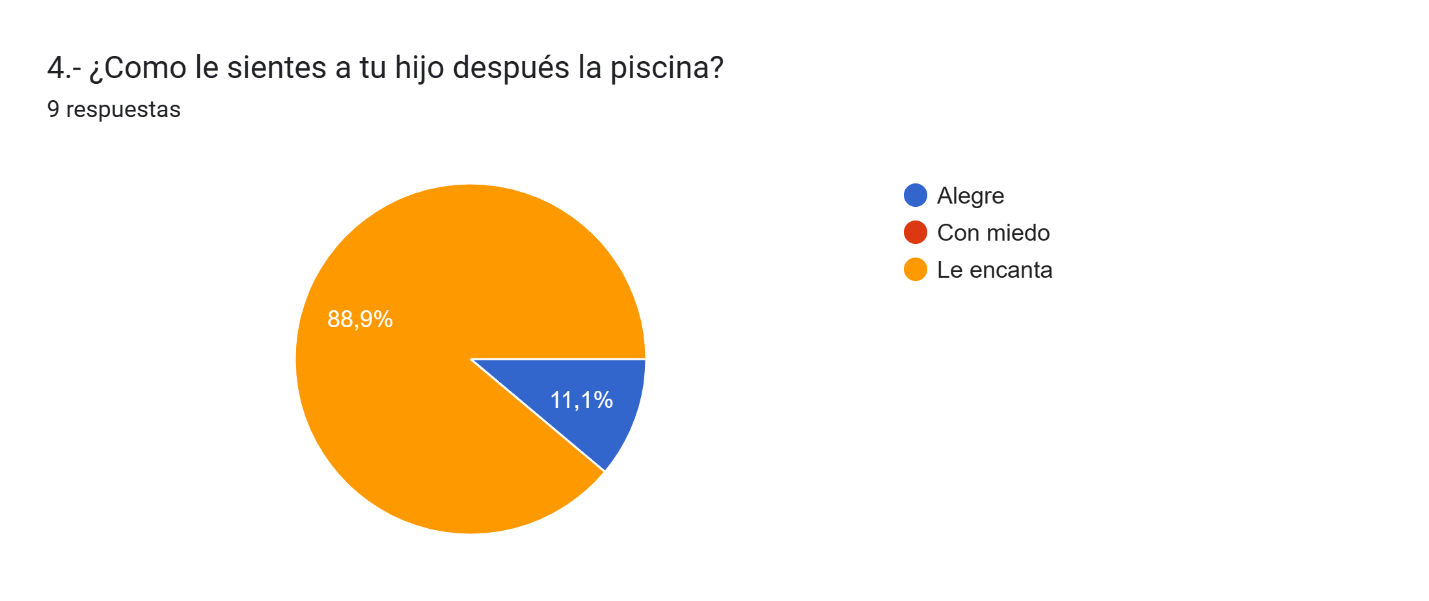 4.- ¿Como le sientes a tu hijo después la piscina?
9 respuestas
Alegre
Con miedo
Le encanta
88,9%
11,1%